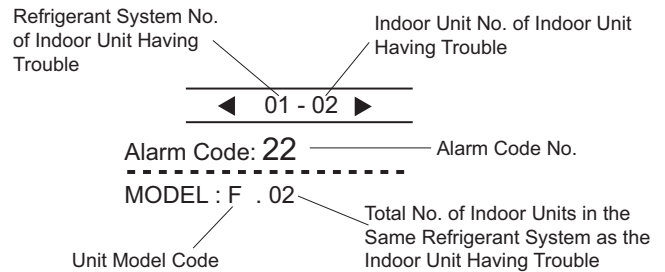 Refrigerant System No.
of Indoor Unit Having
Trouble
Indoor Unit No. of Indoor Unit
Having Trouble
◀ 01 - 02 ▶
Alarm Code: 22
Alarm Code No.
MODEL : F . 02
Unit Model Code
Total No. of Indoor Units in the
Same Refrigerant System as the
Indoor Unit Having Trouble